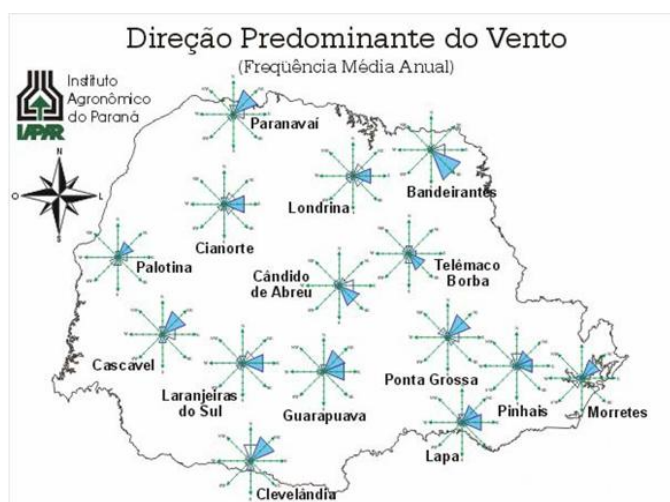 Direção Predominante do Vento
(Freqüência Média Anual)
Instituto
Agronômico
do Paraná
IAPAR
N
O
L
S
Paranavaí
Bandeirantes
Londrina
Cianorte
Palotina
Cândido
de Abreu
Telémaco
Borba
Cascavel
Laranjeiras
do Sul
Guarapuava
Ponta Grossa
Pinhais
Morretes
Lapa
Clevelândia